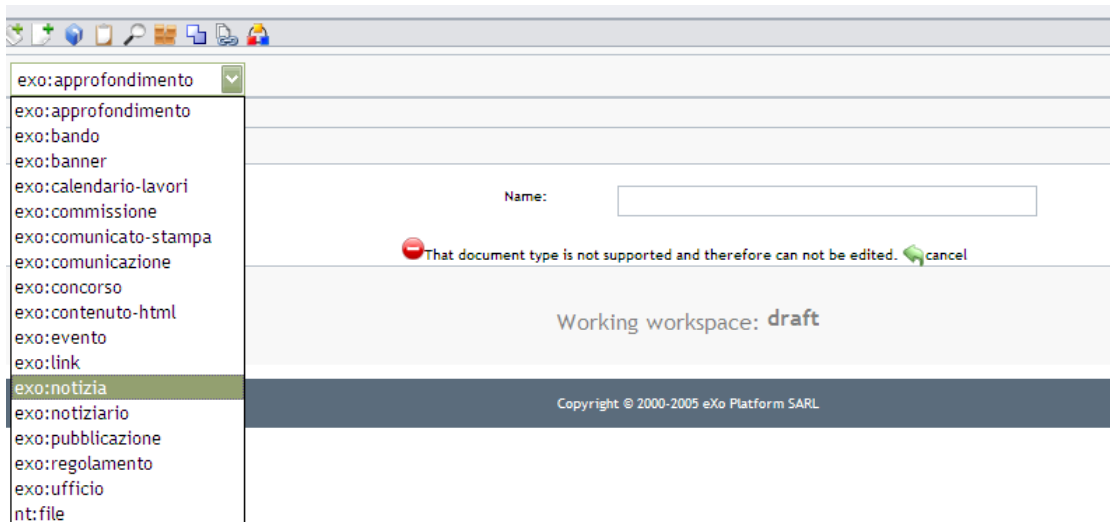 exo:approfondimento
exo:approfondimento
exo:bando
exo:banner
exo:calendario-lavori
exo:commissione
exo:comunicato-stampa
exo:comunicazione
exo:concorso
exo:contenuto-html
exo:evento
exo:link
exo:notizia
exo:notiziario
exo:pubblicazione
exo:regolamento
exo:ufficio
nt:file
Name:
That document type is not supported and therefore can not be edited. cancel
Working workspace: draft
Copyright © 2000-2005 eXo Platform SARL